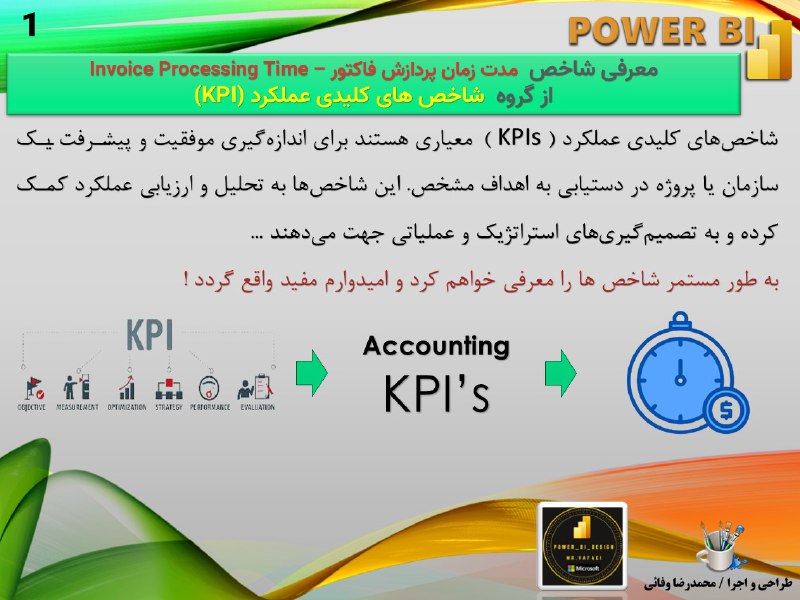 1
POWER BI
معرفی شاخص مدت زمان پردازش فاکتور – Invoice Processing Time
از گروه شاخص های کلیدی عملکرد (KPI)
شاخص‌های کلیدی عملکرد ( KPIs ) معیاری هستند برای اندازه‌گیری موفقیت و پیشرفت یک
سازمان یا پروژه در دستیابی به اهداف مشخص. این شاخص‌ها به تحلیل و ارزیابی عملکرد کمک
کرده و به تصمیم‌گیری‌های استراتژیک و عملیاتی جهت می‌دهند ...
به طور مستمر شاخص ها را معرفی خواهم کرد و امیدوارم مفید واقع گردد !
KPI
OBJECTIVE MEASUREMENT OPTIMIZATION STRATEGY PERFORMANCE EVALUATION
Accounting
KPI's
$
POWER_BI_DESIGN
MR.VAFAEI
Microsoft
طراحی و اجرا / محمدرضا وفائی